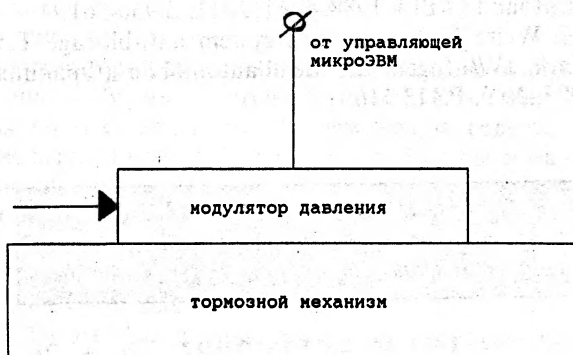 от управляющей
микроЭВМ
модулятор давления
тормозной механизм